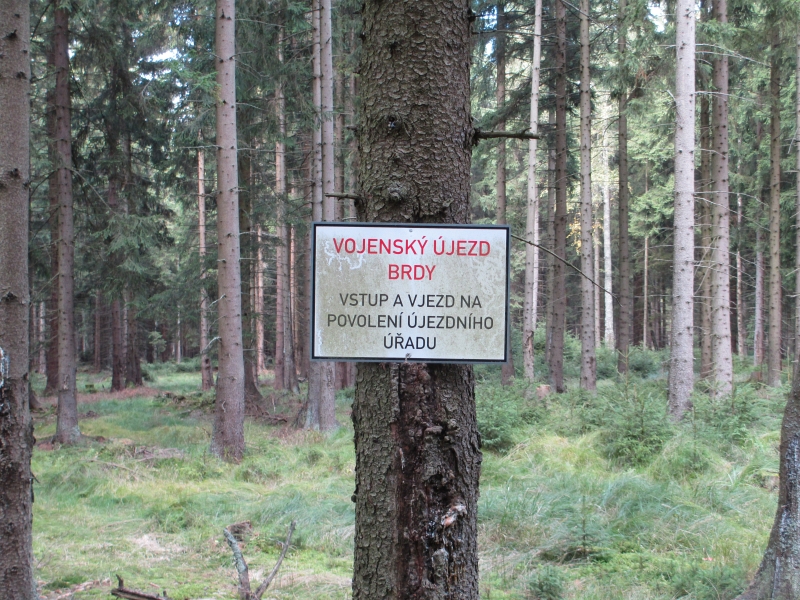 VOJENSKÝ ÚJEZD
BRDY
VSTUP A VJEZD NA
POVOLENÍ ÚJEZDNÍHO
ÚŘADU